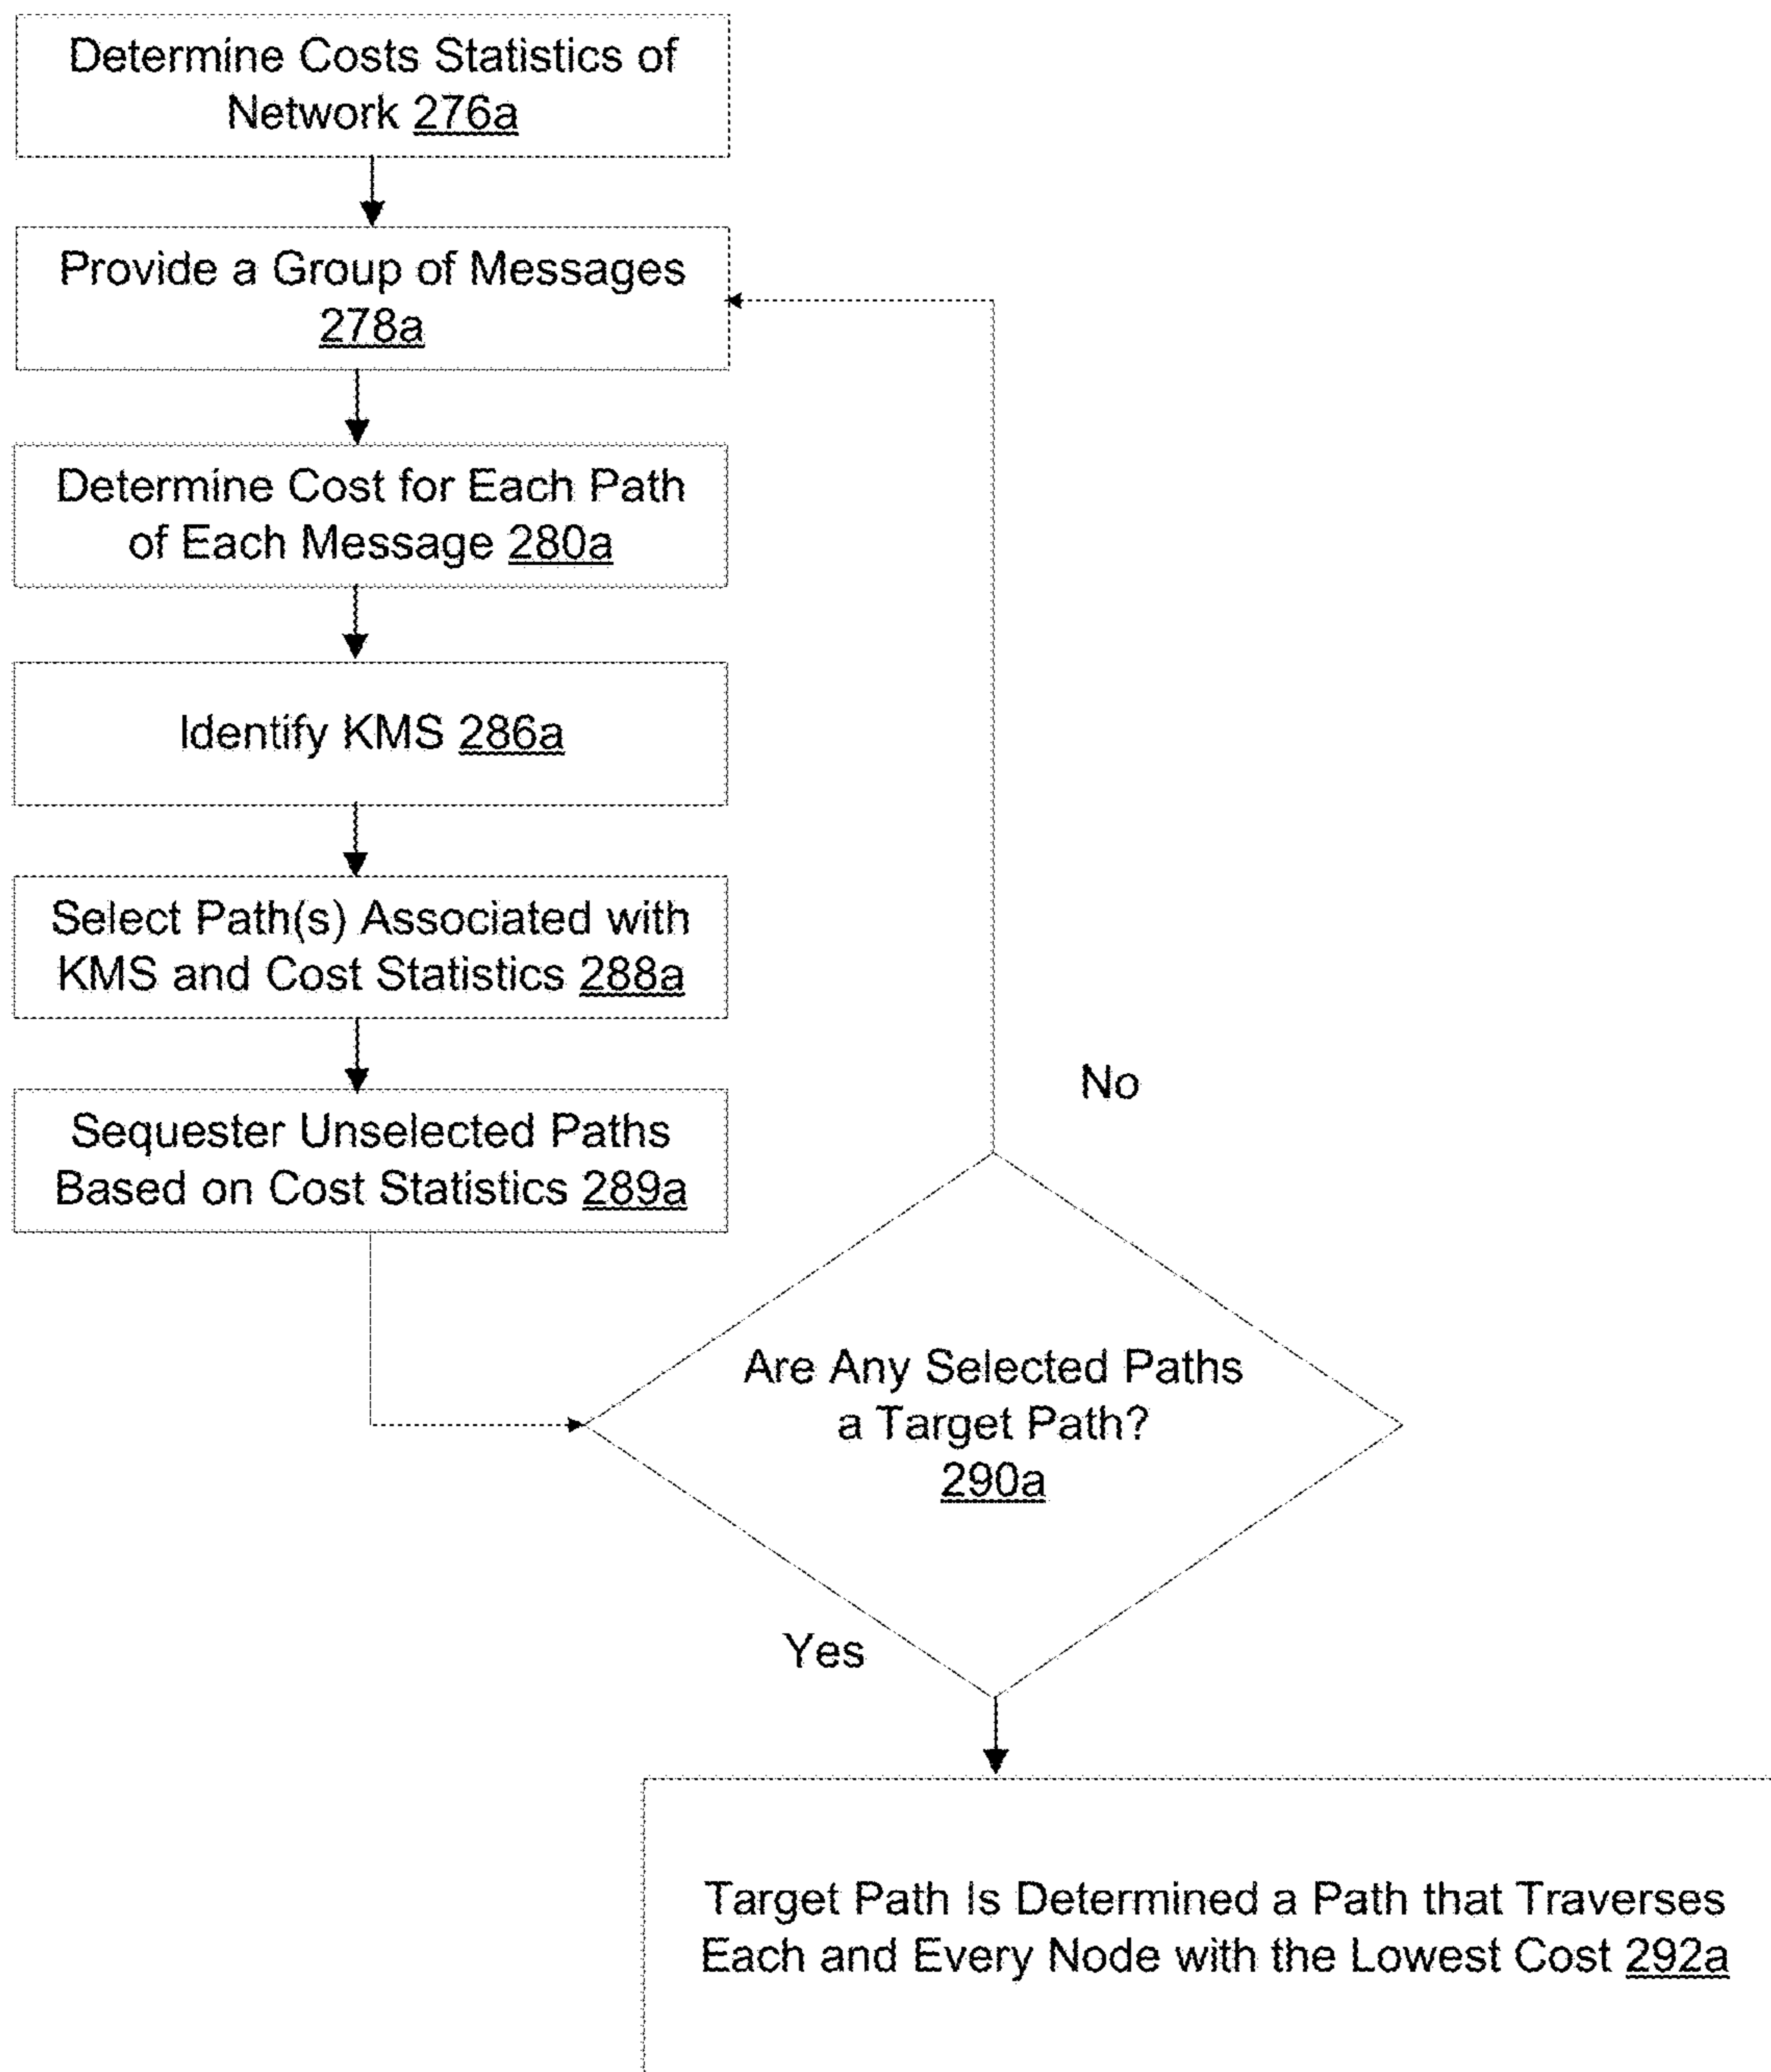 Determine Costs Statistics of
Network 276a
Provide a Group of Messages
278a
Determine Cost for Each Path
of Each Message 280a
Identify KMS 286a
Select Path(s) Associated with
KMS and Cost Statistics 288a
Sequester Unselected Paths
Based on Cost Statistics 289a
No
Are Any Selected Paths
a Target Path?
290a
Yes
Target Path Is Determined a Path that Traverses
Each and Every Node with the Lowest Cost 292a